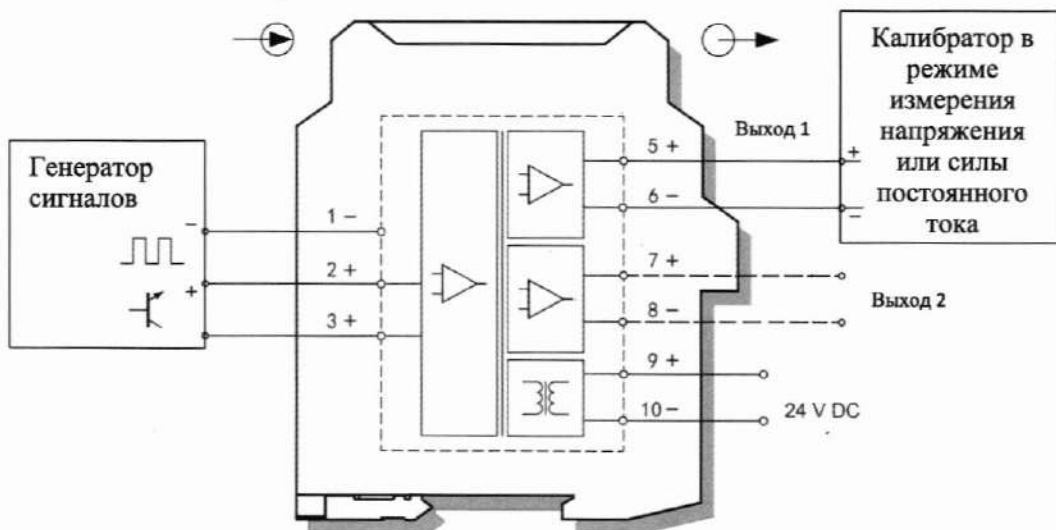 Генератор
сигналов
−
+
1 −
2 +
3 +
5 +
6 −
7 +
8 −
9 +
10 −
Выход 1
Выход 2
24 V DC
Калибратор в
режиме
измерения
напряжения
или силы
постоянного
тока
+
−